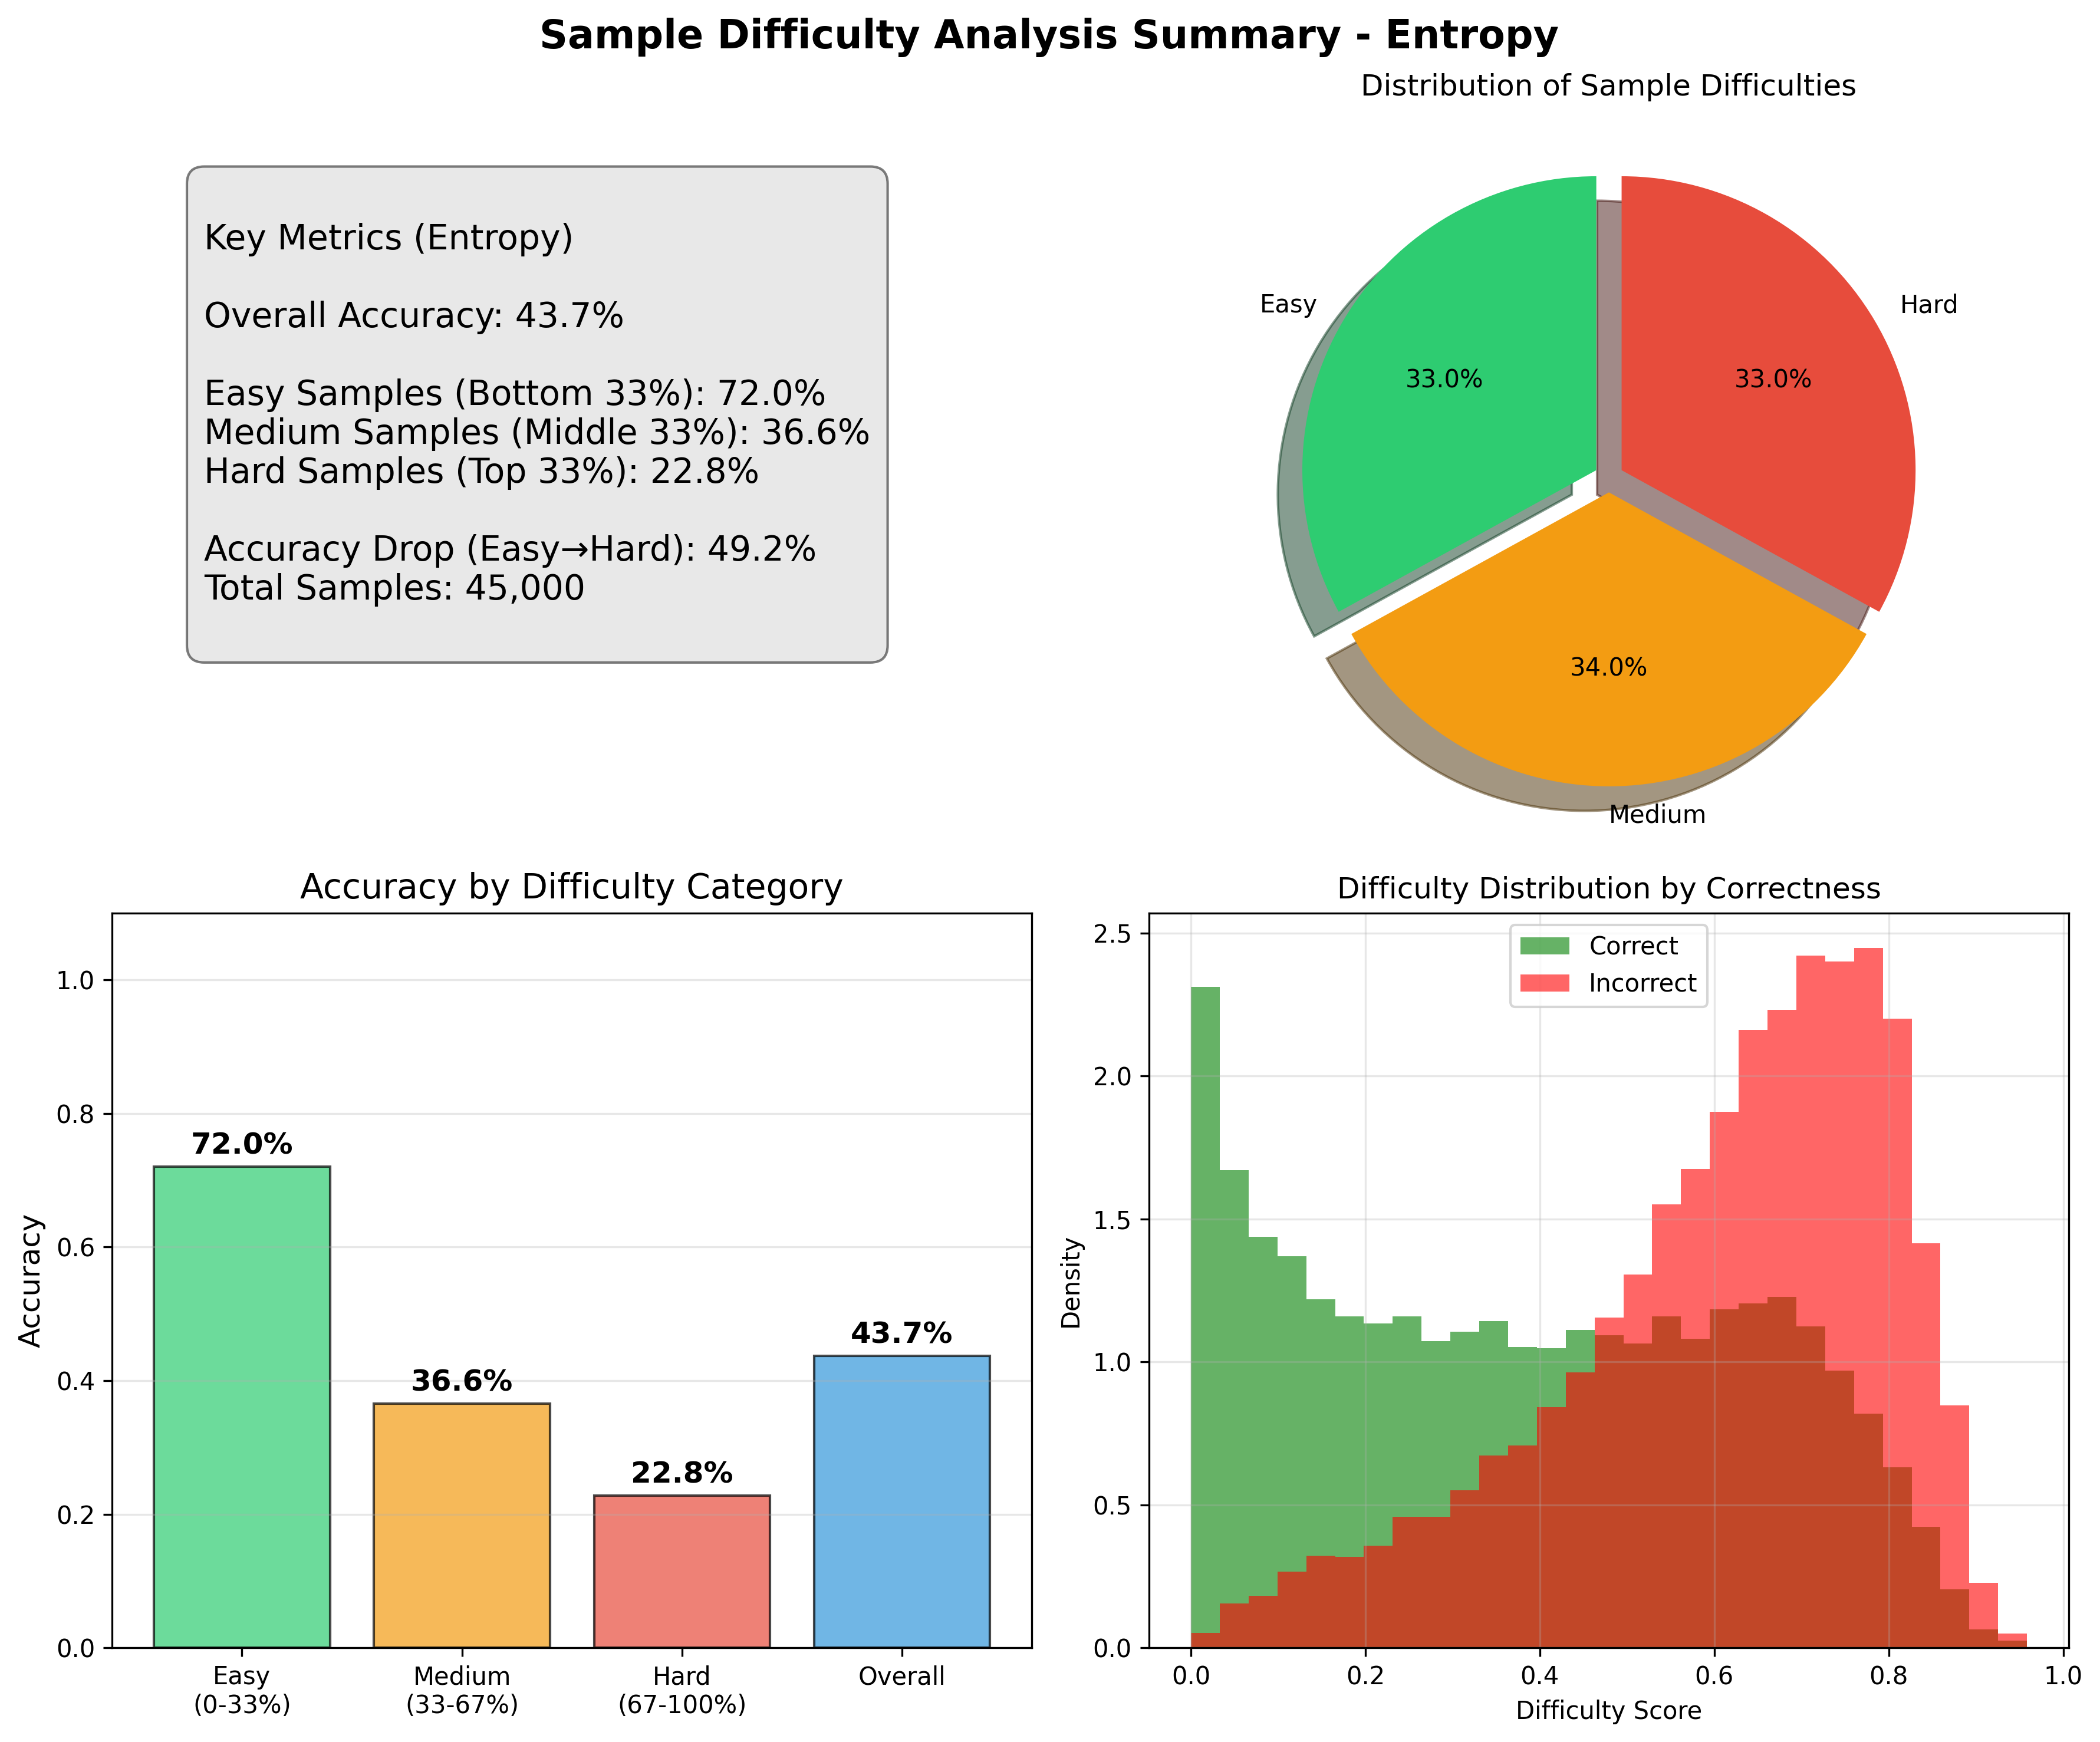 Sample Difficulty Analysis Summary - Entropy
Key Metrics (Entropy)
Overall Accuracy: 43.7%
Easy Samples (Bottom 33%): 72.0%
Medium Samples (Middle 33%): 36.6%
Hard Samples (Top 33%): 22.8%
Accuracy Drop (Easy→Hard): 49.2%
Total Samples: 45,000
Distribution of Sample Difficulties
Easy
Hard
33.0%
33.0%
34.0%
Medium
Accuracy by Difficulty Category
Accuracy
1.0
0.8
0.6
0.4
0.2
0.0
72.0%
36.6%
22.8%
43.7%
Easy
(0-33%)
Medium
(33-67%)
Hard
(67-100%)
Overall
Difficulty Distribution by Correctness
Correct
Incorrect
Density
2.5
2.0
1.5
1.0
0.5
0.0
0.0
0.2
0.4
0.6
0.8
1.0
Difficulty Score